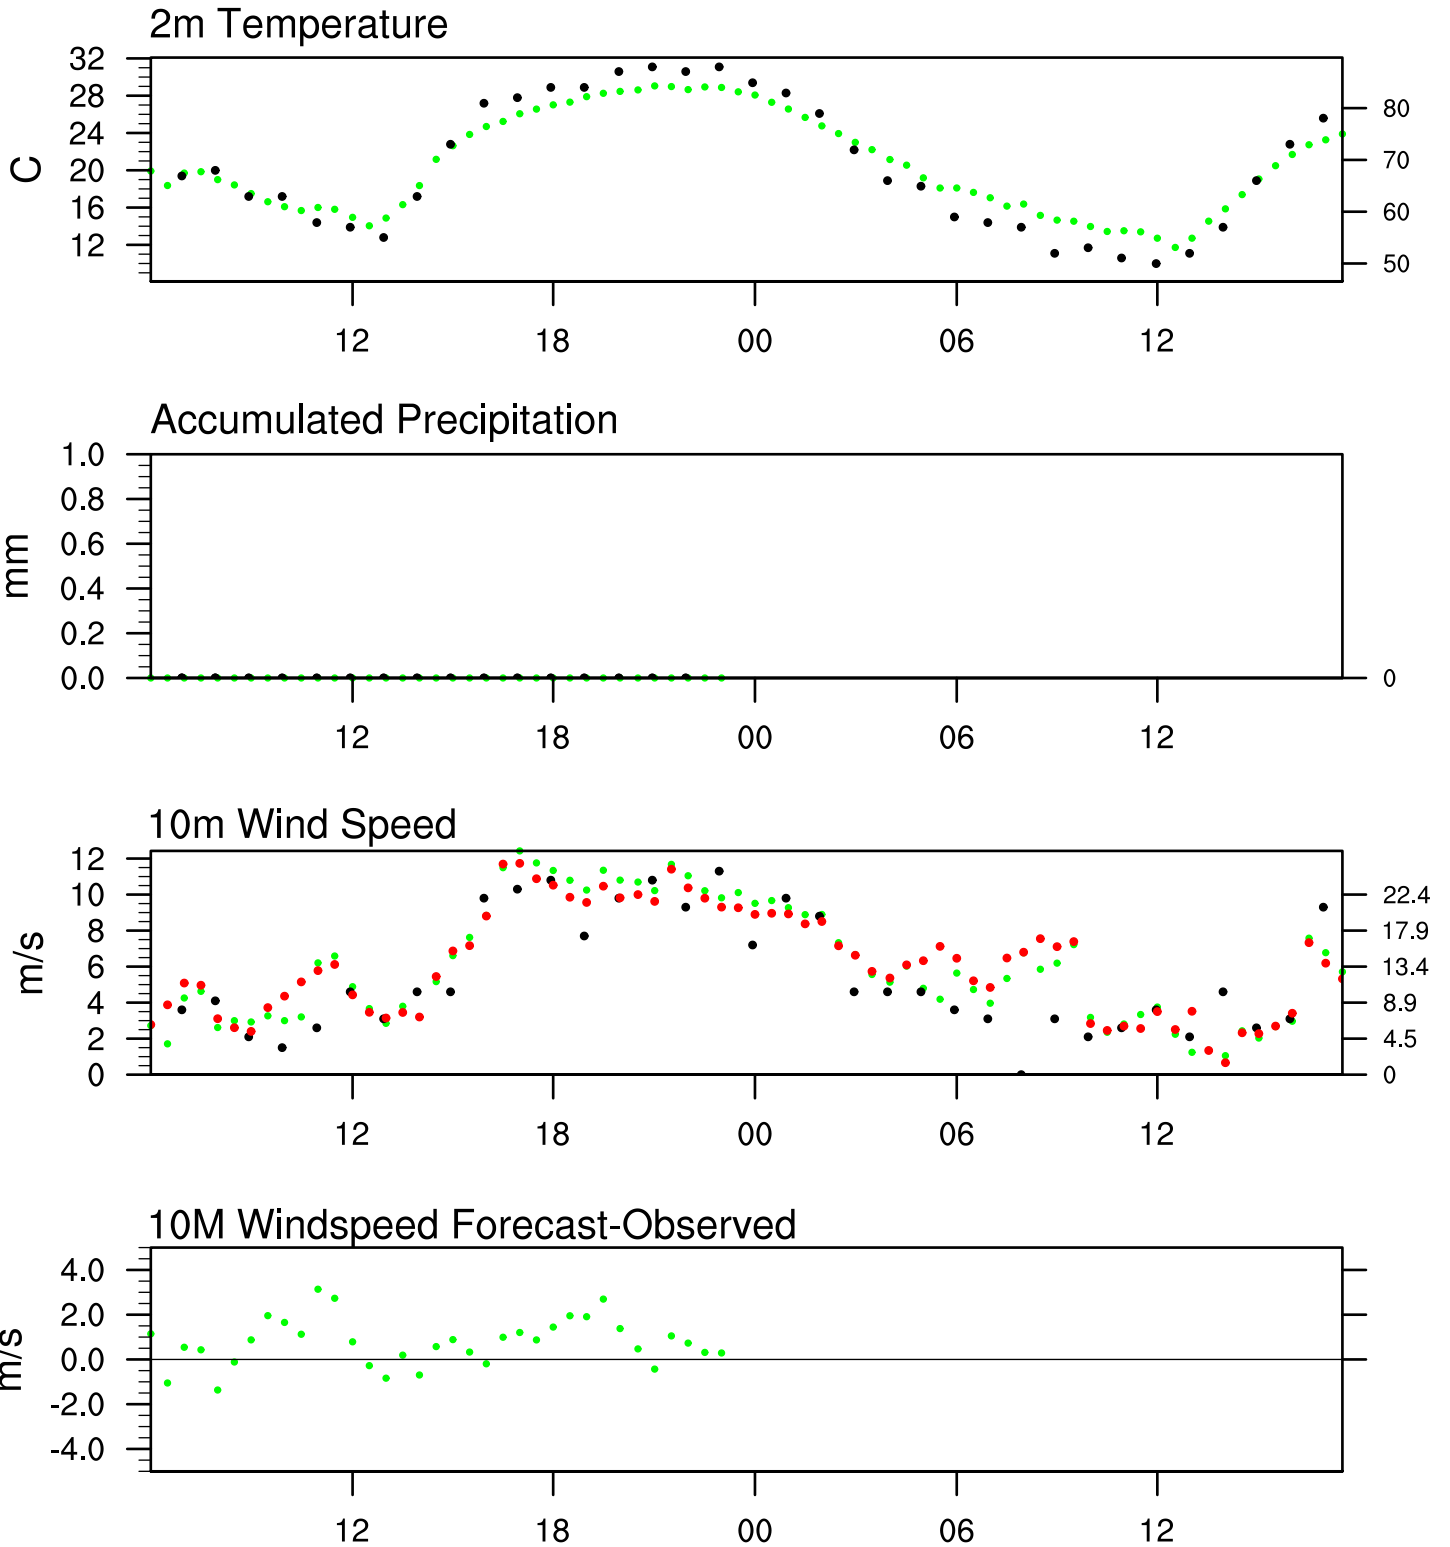 2m Temperature
32
28
24
20
16
12
C
80
70
60
50
12 18 00 06 12
Accumulated Precipitation
1.0
0.8
0.6
0.4
0.2
0.0
mm
0
12 18 00 06 12
10m Wind Speed
12
10
8
6
4
2
0
m/s
22.4
17.9
13.4
8.9
4.5
0
12 18 00 06 12
10M Windspeed Forecast-Observed
4.0
2.0
0.0
-2.0
-4.0
m/s
12 18 00 06 12